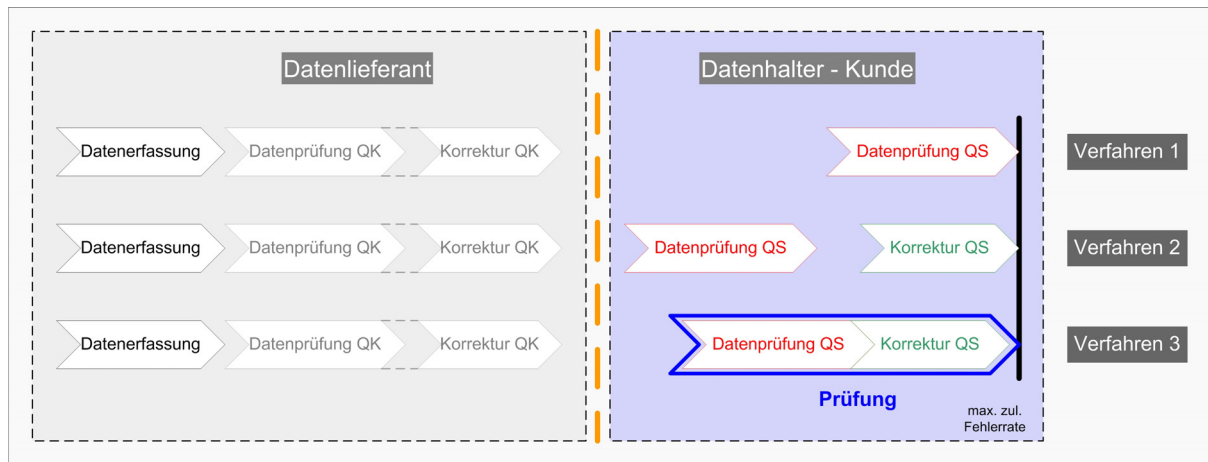 Datenlieferant
Datenhalter - Kunde
Datenerfassung Datenprüfung QK Korrektur QK Datenprüfung QS Verfahren 1
Datenerfassung Datenprüfung QK Korrektur QK Datenprüfung QS Korrektur QS Verfahren 2
Datenerfassung Datenprüfung QK Korrektur QK Datenprüfung QS Korrektur QS Verfahren 3
Prüfung
max. zul.
Fehlerrate